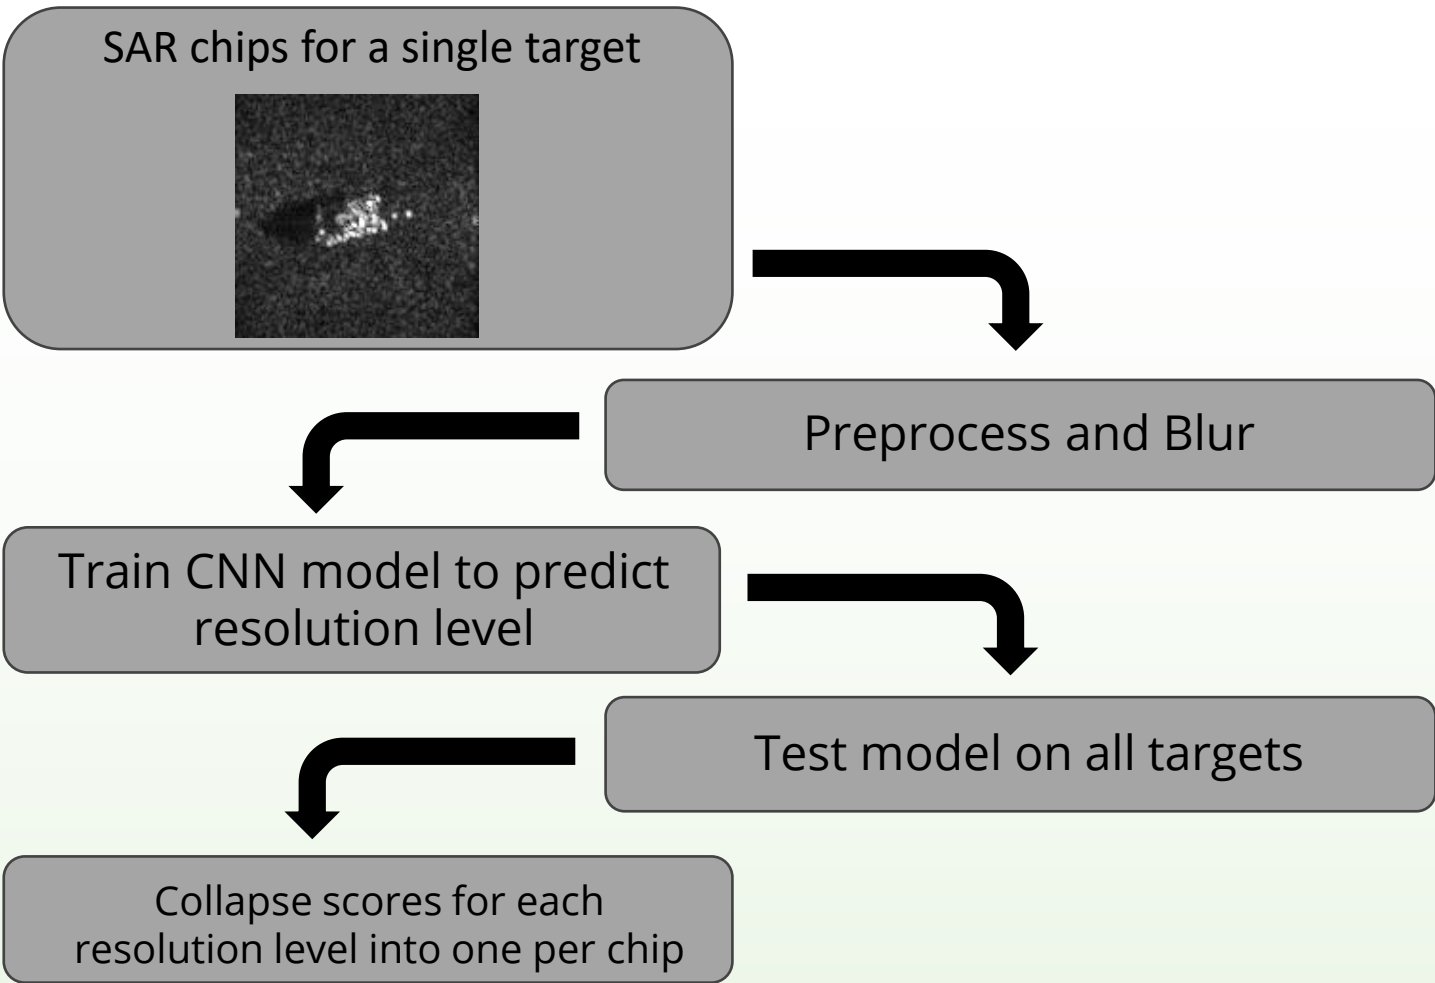 SAR chips for a single target
Preprocess and Blur
Train CNN model to predict
resolution level
Test model on all targets
Collapse scores for each
resolution level into one per chip